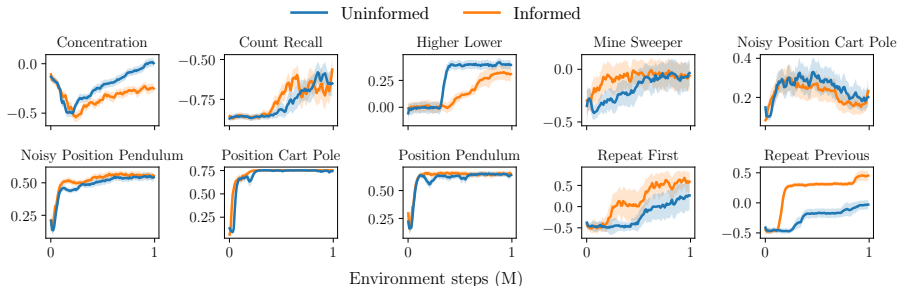 Uninformed Informed
Concentration Count Recall Higher Lower Mine Sweeper Noisy Position Cart Pole
0.0 −0.5
−0.50 −0.75
0.25 0.00
0.0 −0.5
0.4 0.2
Noisy Position Pendulum Position Cart Pole Position Pendulum Repeat First Repeat Previous
0.50 0.25
0.75 0.50 0.25
0.50 0.25
0.5 0.0 −0.5
0.5 0.0 −0.5
0 1 0 1 0 1 0 1 0 1
Environment steps (M)